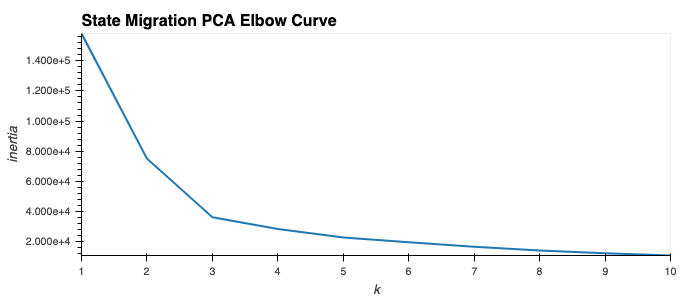 State Migration PCA Elbow Curve
inertia
1.400e+5
1.200e+5
1.000e+5
8.000e+4
6.000e+4
4.000e+4
2.000e+4
1 2 3 4 5 6 7 8 9 10
k